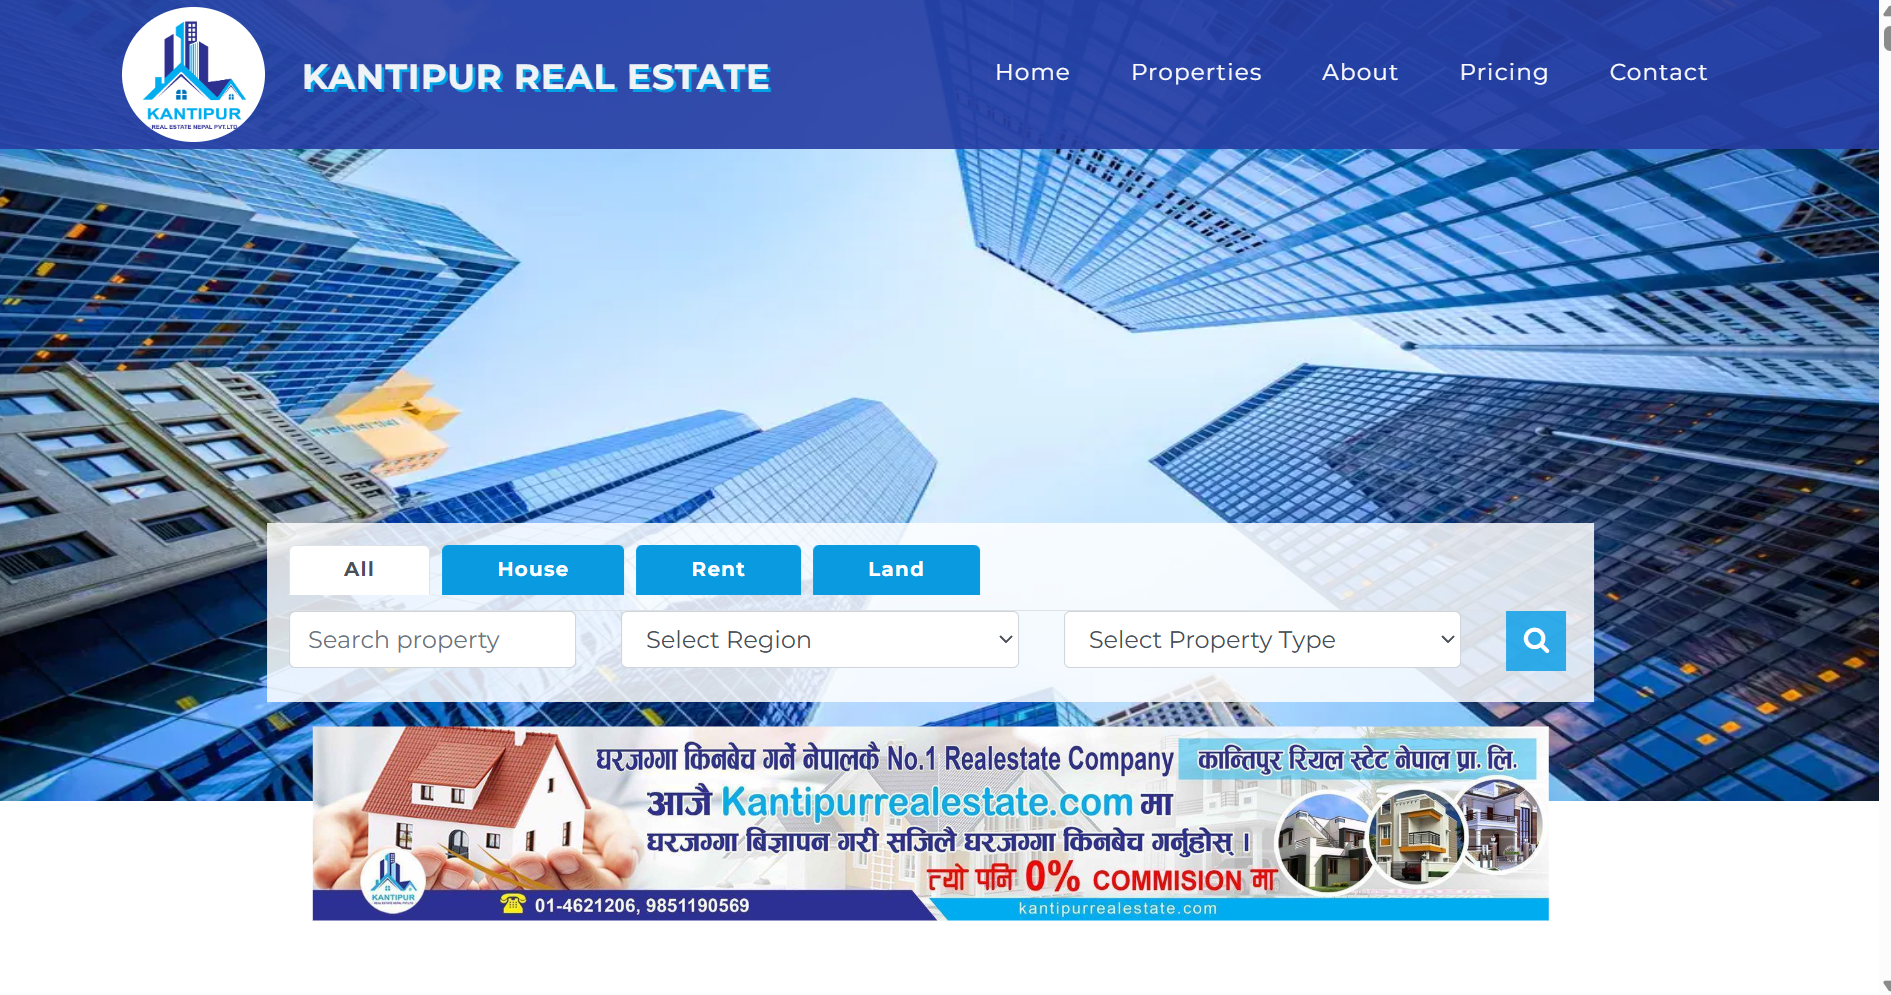 KANTIPUR
REAL ESTATE NEPAL PVT.LTD
KANTIPUR REAL ESTATE
Home Properties About Pricing Contact
All House Rent Land
Search property Select Region Select Property Type
घरजग्गा किनबेच गर्ने नेपालकै No.1 Realestate Company
कान्तिपुर रियल स्टेट नेपाल प्रा. लि.
आजै Kantipurrealestate.com मा
घरजग्गा बिज्ञापन गरी सजिलै घरजग्गा किनबेच गर्नुहोस् ।
त्यो पनि 0% COMMISION मा
KANTIPUR
01-4621206, 9851190569
kantipurrealestate.com